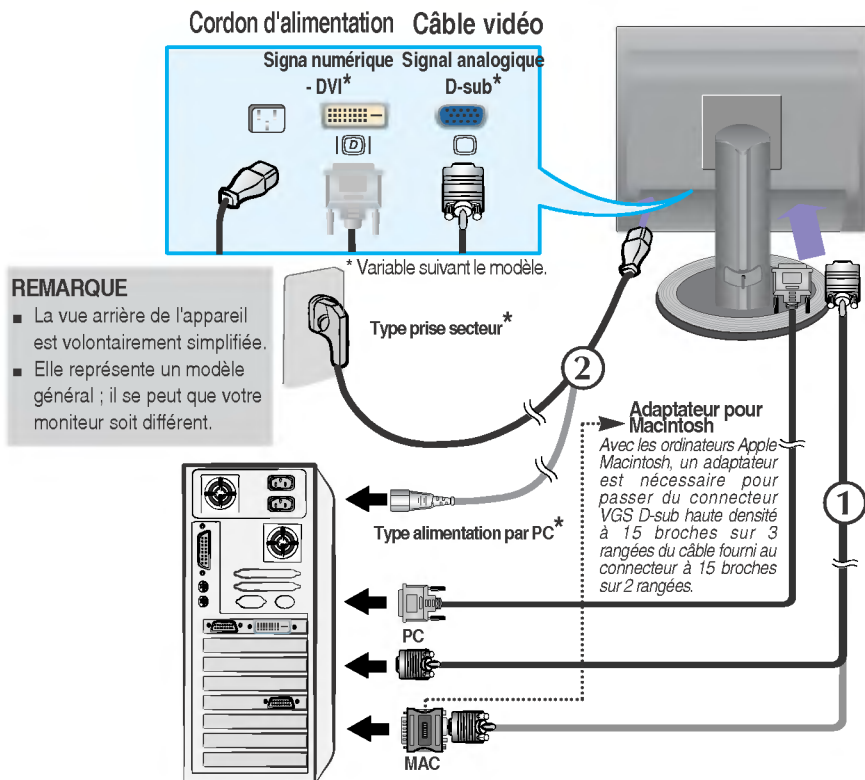 Cordon d'alimentation Câble vidéo
Signa numérique
- DVI*
Signal analogique
D-sub*
D
* Variable suivant le modèle.
REMARQUE
■ La vue arrière de l'appareil
est volontairement simplifiée.
■ Elle représente un modèle
général ; il se peut que votre
moniteur soit différent.
Type prise secteur*
2
Adaptateur pour
Macintosh
Avec les ordinateurs Apple
Macintosh, un adaptateur
est nécessaire pour
passer du connecteur
VGS D-sub haute densité
à 15 broches sur 3
rangées du câble fourni au
connecteur à 15 broches
sur 2 rangées.
1
Type alimentation par PC*
PC
MAC